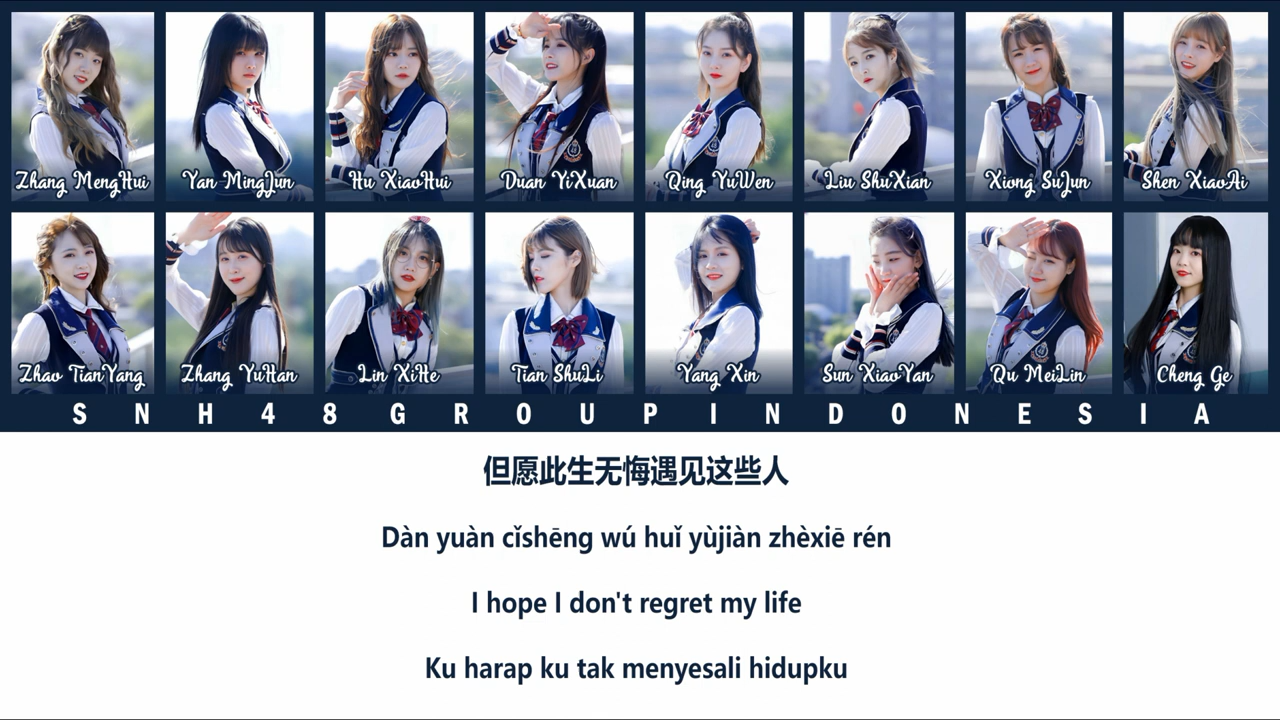 Zhang MengHui
Yan MingJun
Hu XiaoHui
Duan YiXuan
Qing YuWen
Liu ShuXian
Xiong SuJun
Shen XiaoAi
Zhao TianYang
Zhang YuHan
Lin XiHe
Tian ShuLi
Yang Xin
Sun XiaoYan
Qu MeiLin
Cheng Ge
SNH48GROUPINDONESIA
但愿此生无悔遇见这些人
Dàn yuàn cǐshēng wú huǐ yùjiàn zhèxiē rén
I hope I don't regret my life
Ku harap ku tak menyesali hidupku